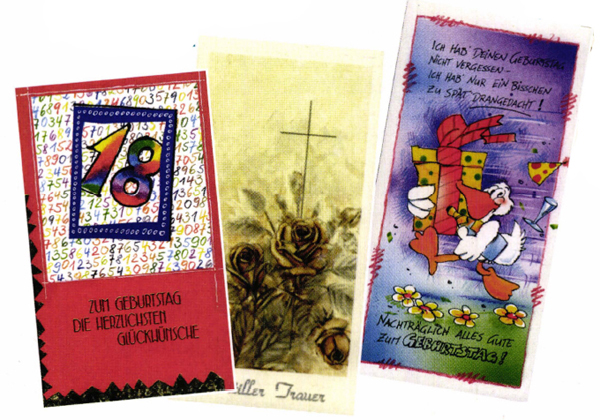 18
ZUM GEBURTSTAG
DIE HERZLICHSTEN
GLÜCKWÜNSCHE
iller Trauer
ICH HAB' DEINEN GEBURTSTAG
NICHT VERGESSEN -
ICH HAB' NUR EIN BISSCHEN
ZU SPÄT DRANGEDACHT!
NACHTRÄGLICH ALLES GUTE
ZUM GEBURTSTAG!